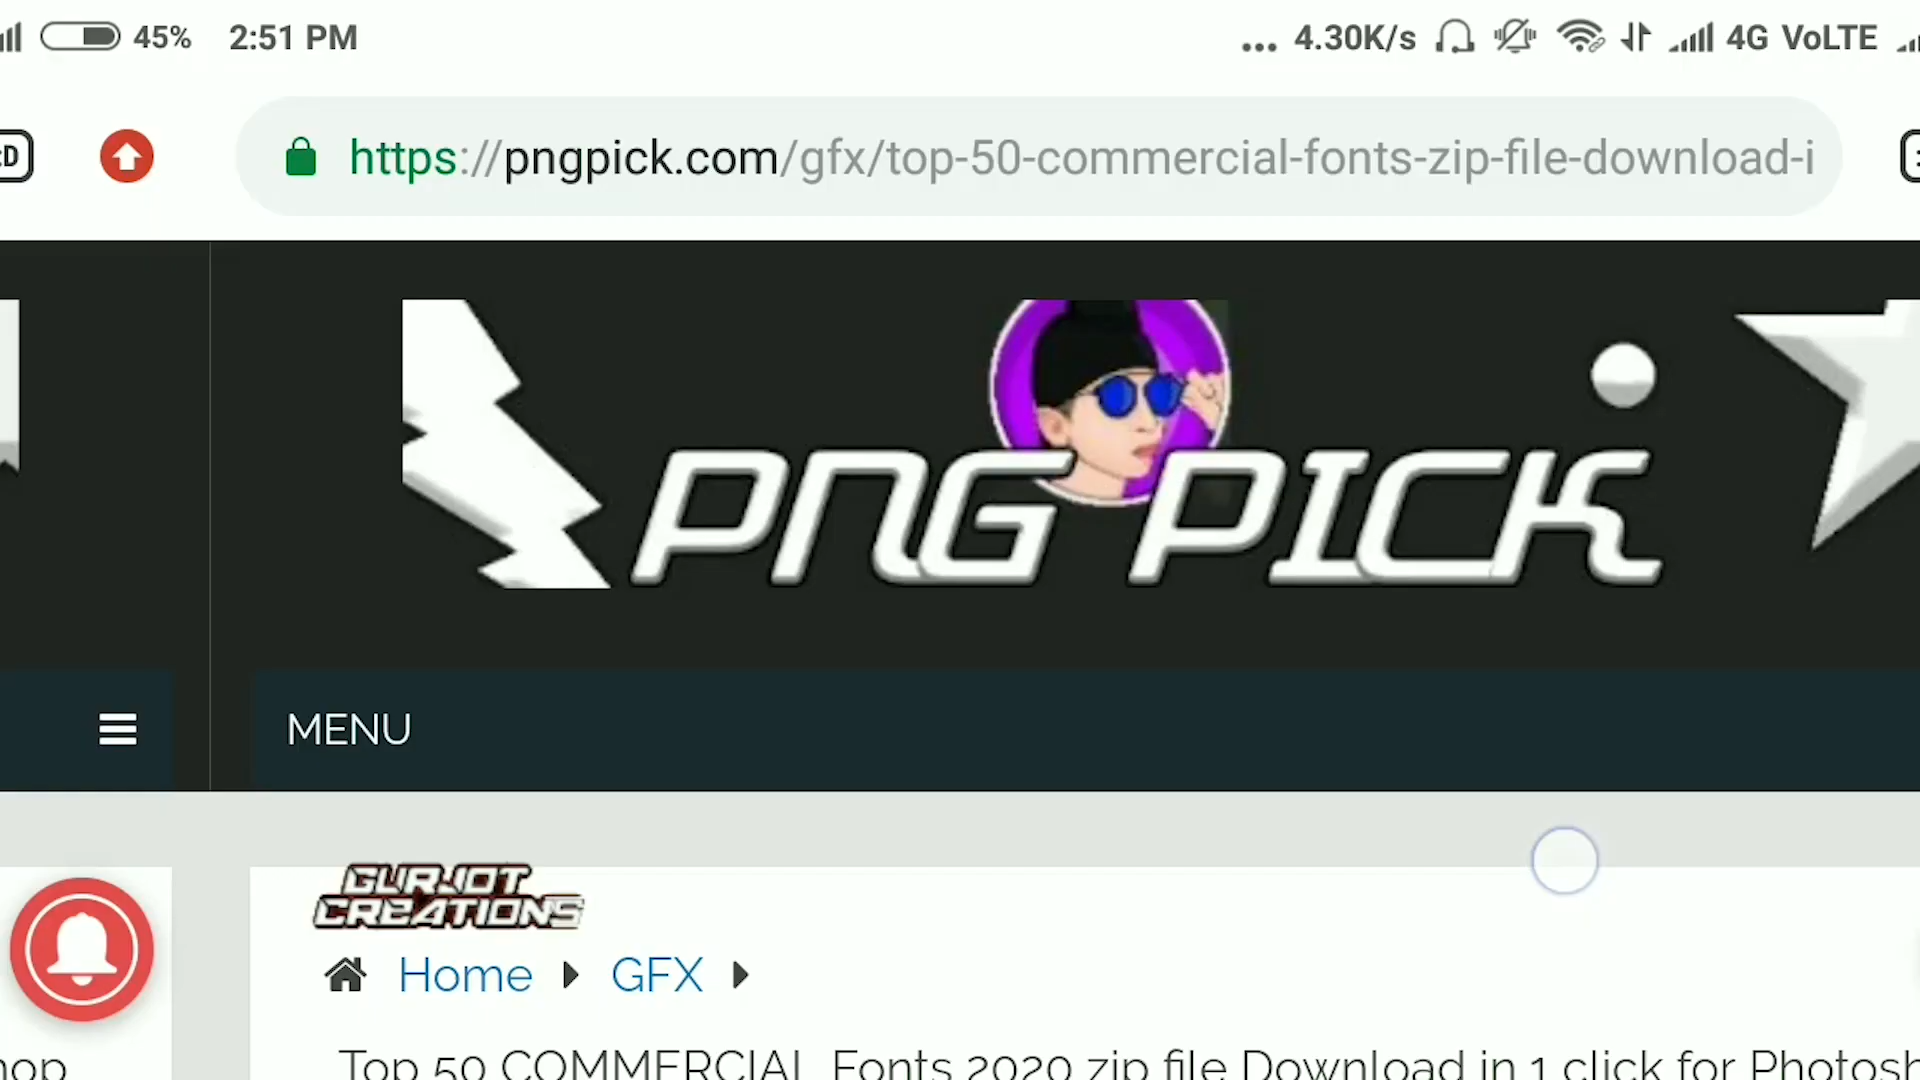 45% 2:51 PM ... 4.30K/s 4G VoLTE
https://pngpick.com/gfx/top-50-commercial-fonts-zip-file-download-i
PNG PICK
MENU
GURJOT
CREATIONS
Home GFX
Top 50 COMMERCIAL Fonts 2020 zip file Download in 1 click for Photosh